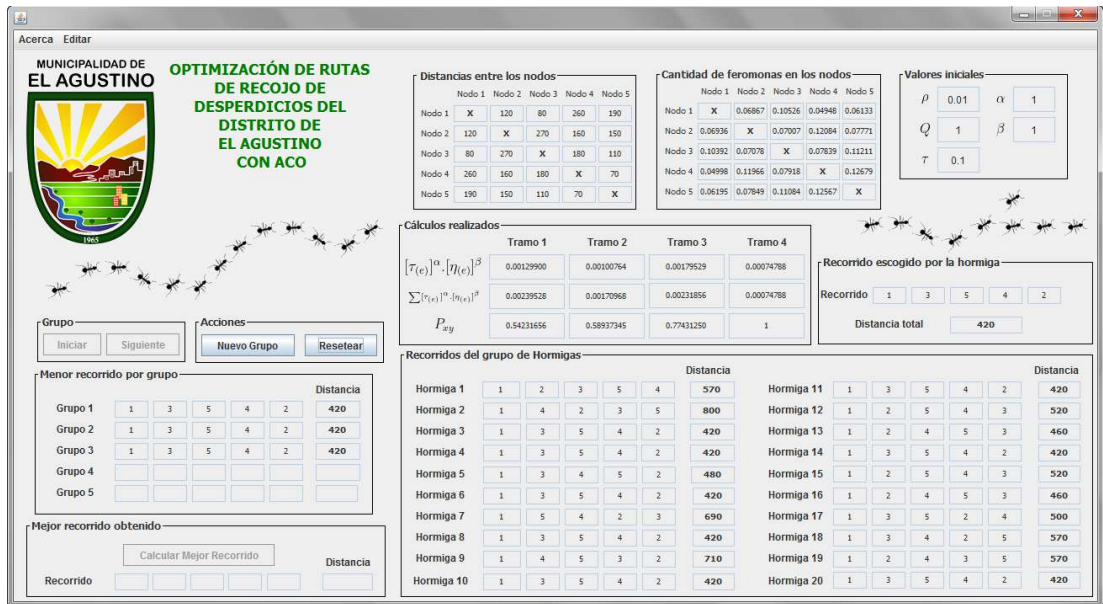 Acerca Editar
MUNICIPALIDAD DE
EL AGUSTINO
1965
OPTIMIZACIÓN DE RUTAS
DE RECOJO DE
DESPERDICIOS DEL
DISTRITO DE
EL AGUSTINO
CON ACO
Distancias entre los nodos
Nodo 1 Nodo 2 Nodo 3 Nodo 4 Nodo 5
Nodo 1 X 120 80 260 190
Nodo 2 120 X 270 160 150
Nodo 3 80 270 X 180 110
Nodo 4 260 160 180 X 70
Nodo 5 190 150 110 70 X
Cantidad de feromonas en los nodos
Nodo 1 Nodo 2 Nodo 3 Nodo 4 Nodo 5
Nodo 1 X 0.06867 0.10526 0.04948 0.06133
Nodo 2 0.06936 X 0.07007 0.12084 0.07771
Nodo 3 0.10392 0.07078 X 0.07839 0.11211
Nodo 4 0.04998 0.11966 0.07918 X 0.12679
Nodo 5 0.06195 0.07849 0.11084 0.12567 X
Valores iniciales
ρ 0.01 α 1
Q 1 β 1
τ 0.1
Cálculos realizados
Tramo 1 Tramo 2 Tramo 3 Tramo 4
[τ(e)]^α.[η(e)]^β 0.00129900 0.00100764 0.00179529 0.00074788
∑[τ(e)]^α.[η(e)]^β 0.00239528 0.00170968 0.00231856 0.00074788
Pxy 0.54231656 0.58937345 0.77431250 1
Recorrido escogido por la hormiga
Recorrido 1 3 5 4 2
Distancia total 420
Grupo
Iniciar Siguiente
Acciones
Nuevo Grupo Resetear
Menor recorrido por grupo
Distancia
Grupo 1 1 3 5 4 2 420
Grupo 2 1 3 5 4 2 420
Grupo 3 1 3 5 4 2 420
Grupo 4
Grupo 5
Mejor recorrido obtenido
Calcular Mejor Recorrido
Distancia
Recorrido
Recorridos del grupo de Hormigas
Distancia
Hormiga 1 1 2 3 5 4 570
Hormiga 2 1 4 2 3 5 800
Hormiga 3 1 3 5 4 2 420
Hormiga 4 1 3 5 4 2 420
Hormiga 5 1 3 4 5 2 480
Hormiga 6 1 3 5 4 2 420
Hormiga 7 1 5 4 2 3 690
Hormiga 8 1 3 5 4 2 420
Hormiga 9 1 4 5 3 2 710
Hormiga 10 1 3 5 4 2 420
Distancia
Hormiga 11 1 3 5 4 2 420
Hormiga 12 1 2 5 4 3 520
Hormiga 13 1 2 4 5 3 460
Hormiga 14 1 3 5 4 2 420
Hormiga 15 1 2 5 4 3 520
Hormiga 16 1 2 4 5 3 460
Hormiga 17 1 3 5 2 4 500
Hormiga 18 1 3 4 2 5 570
Hormiga 19 1 2 4 3 5 570
Hormiga 20 1 3 5 4 2 420